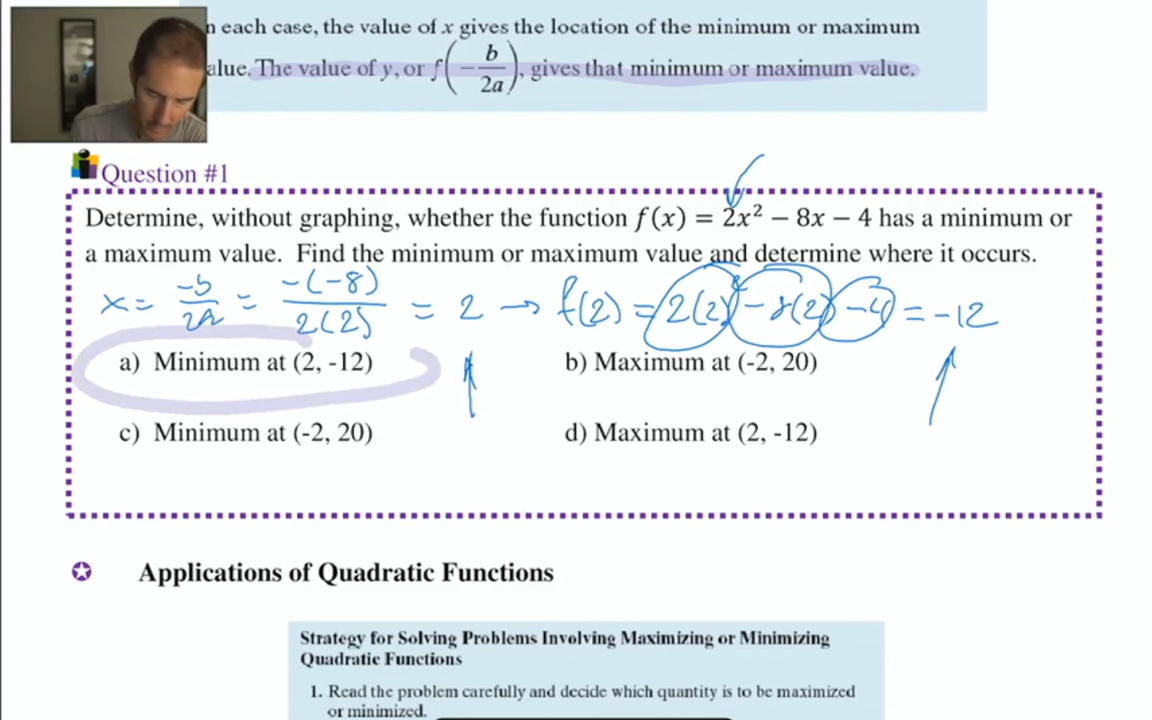 n each case, the value of x gives the location of the minimum or maximum
alue. The value of y, or f(−b/2a), gives that minimum or maximum value.
Question #1
Determine, without graphing, whether the function f(x) = 2x² − 8x − 4 has a minimum or
a maximum value. Find the minimum or maximum value and determine where it occurs.
x = -b/2a = -(-8)/2(2) = 2 → f(2) = 2(2)² - 8(2) - 4 = -12
a) Minimum at (2, -12) b) Maximum at (-2, 20)
c) Minimum at (-2, 20) d) Maximum at (2, -12)
Applications of Quadratic Functions
Strategy for Solving Problems Involving Maximizing or Minimizing
Quadratic Functions
1. Read the problem carefully and decide which quantity is to be maximized
or minimized.